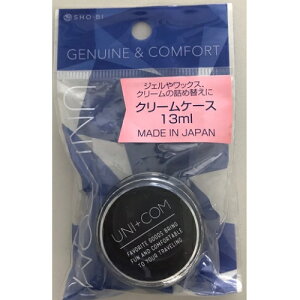 SHO-BI
GENUINE & COMFORT
ジェルやワックス、
クリームの詰め替えに
クリームケース
13ml
MADE IN JAPAN
UNI+COM
FAVORITE GOODS BRING
FUN AND COMFORTABLE
TO YOUR TRAVELING